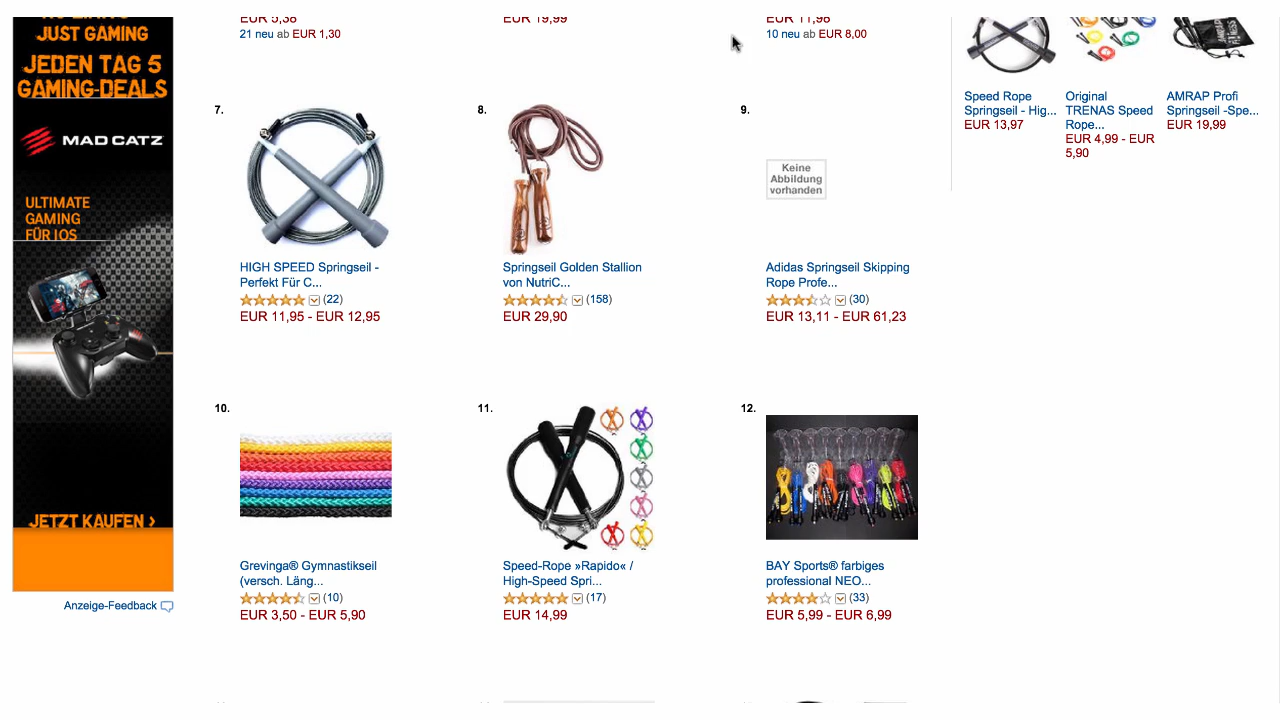 JUST GAMING
JEDEN TAG 5
GAMING-DEALS
MAD CATZ
ULTIMATE
GAMING
FÜR IOS
JETZT KAUFEN >
Anzeige-Feedback
EUR 5,38
21 neu ab EUR 1,30
EUR 19,99
EUR 11,98
10 neu ab EUR 8,00
7.
HIGH SPEED Springseil -
Perfekt Für C...
(22)
EUR 11,95 - EUR 12,95
8.
Springseil Golden Stallion
von NutriC...
(158)
EUR 29,90
9.
Keine
Abbildung
vorhanden
Adidas Springseil Skipping
Rope Profe...
(30)
EUR 13,11 - EUR 61,23
10.
Grevinga® Gymnastikseil
(versch. Läng...
(10)
EUR 3,50 - EUR 5,90
11.
Speed-Rope »Rapido« /
High-Speed Spri...
(17)
EUR 14,99
12.
BAY Sports® farbiges
professional NEO...
(33)
EUR 5,99 - EUR 6,99
Speed Rope
Springseil - Hig...
EUR 13,97
Original
TRENAS Speed
Rope...
EUR 4,99 - EUR
5,90
AMRAP Profi
Springseil -Spe...
EUR 19,99